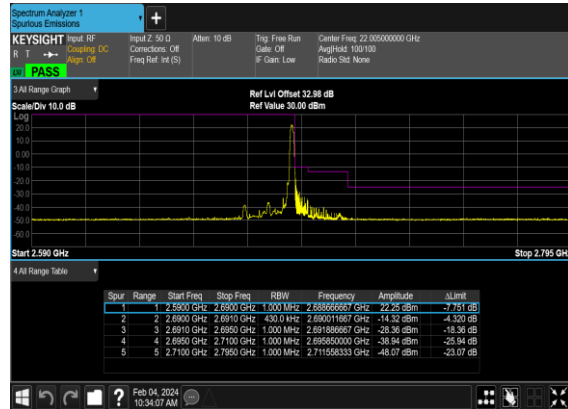 Spectrum Analyzer 1
Spurious Emissions
+
KEYSIGHT Input: RF Input Z: 50 Ω Atten: 10 dB Trig: Free Run Center Freq: 22.005000000 GHz
R T Coupling: DC Corrections: Off Gate: Off Avg|Hold: 100/100
Align: Off Freq Ref: Int (S) IF Gain: Low Radio Std: None
PASS
3 All Range Graph
Ref Lvl Offset 32.98 dB
Scale/Div 10.0 dB Ref Value 30.00 dBm
Log
20.0
10.0
0.00
-10.0
-20.0
-30.0
-40.0
-50.0
-60.0
Start 2.590 GHz Stop 2.795 GHz
4 All Range Table
Spur Range Start Freq Stop Freq RBW Frequency Amplitude ΔLimit
1 1 2.5900 GHz 2.6900 GHz 1.000 MHz 2.688666667 GHz 22.25 dBm -7.751 dB
2 2 2.6900 GHz 2.6910 GHz 430.0 kHz 2.690011667 GHz -14.32 dBm -4.320 dB
3 3 2.6910 GHz 2.6950 GHz 1.000 MHz 2.691886667 GHz -28.36 dBm -18.36 dB
4 4 2.6950 GHz 2.7100 GHz 1.000 MHz 2.695850000 GHz -38.94 dBm -25.94 dB
5 5 2.7100 GHz 2.7950 GHz 1.000 MHz 2.711558333 GHz -48.07 dBm -23.07 dB
? Feb 04, 2024
10:34:07 AM